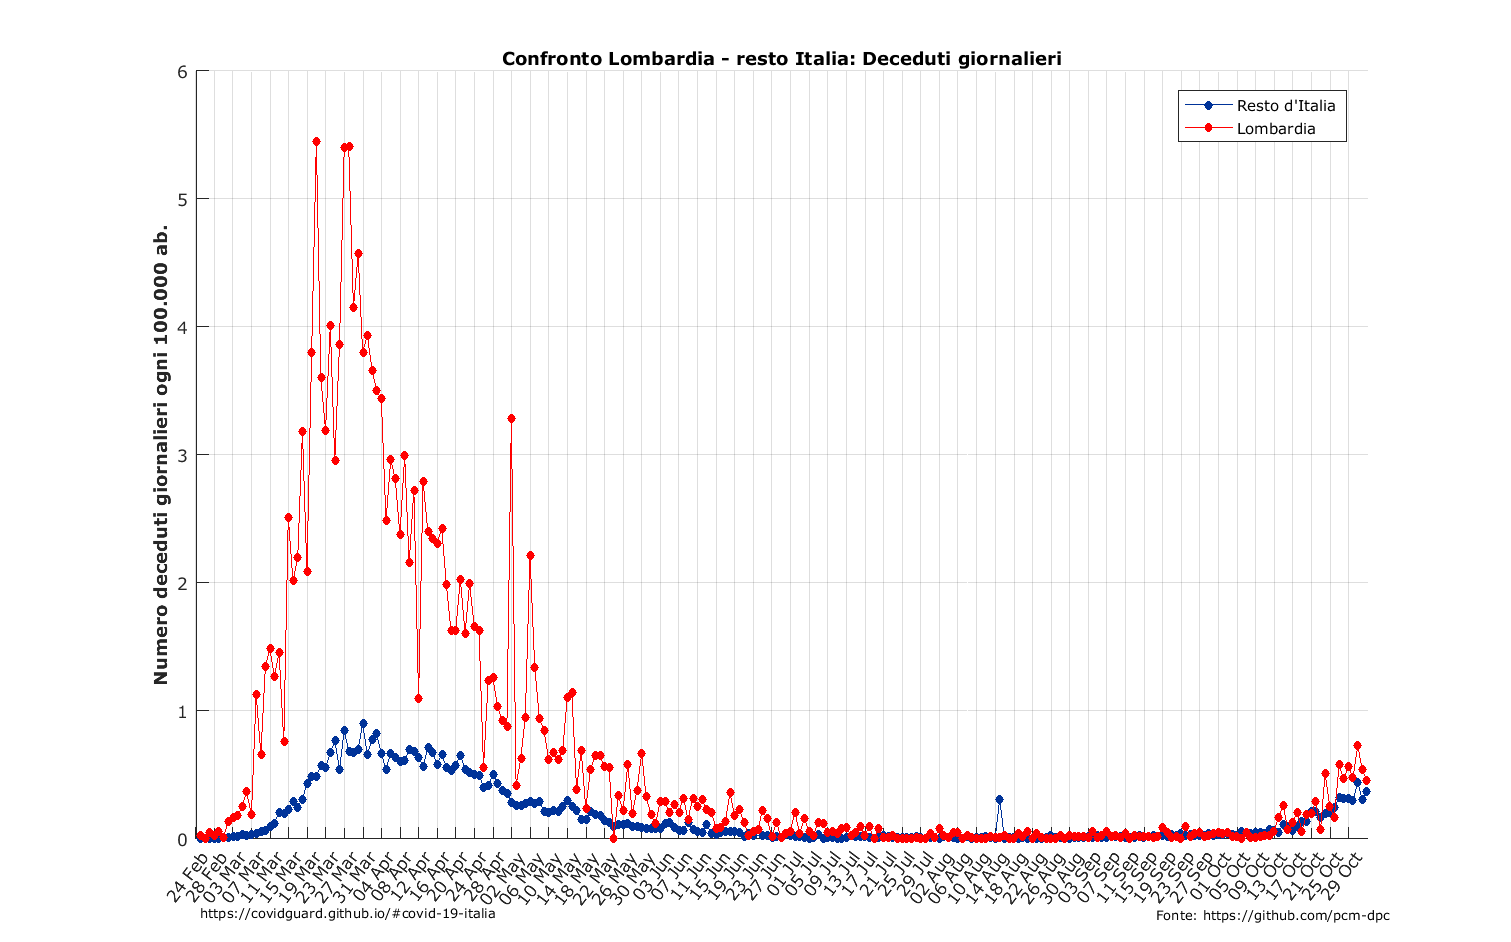 Confronto Lombardia - resto Italia: Deceduti giornalieri
Resto d'Italia
Lombardia
Numero deceduti giornalieri ogni 100.000 ab.
6
5
4
3
2
1
0
24 Feb
28 Feb
03 Mar
07 Mar
11 Mar
15 Mar
19 Mar
23 Mar
27 Mar
31 Mar
04 Apr
08 Apr
12 Apr
16 Apr
20 Apr
24 Apr
28 Apr
02 May
06 May
10 May
14 May
18 May
22 May
26 May
30 May
03 Jun
07 Jun
11 Jun
15 Jun
19 Jun
23 Jun
27 Jun
01 Jul
05 Jul
09 Jul
13 Jul
17 Jul
21 Jul
25 Jul
29 Jul
02 Aug
06 Aug
10 Aug
14 Aug
18 Aug
22 Aug
26 Aug
30 Aug
03 Sep
07 Sep
11 Sep
15 Sep
19 Sep
23 Sep
27 Sep
01 Oct
05 Oct
09 Oct
13 Oct
17 Oct
21 Oct
25 Oct
29 Oct
https://covidguard.github.io/#covid-19-italia
Fonte: https://github.com/pcm-dpc